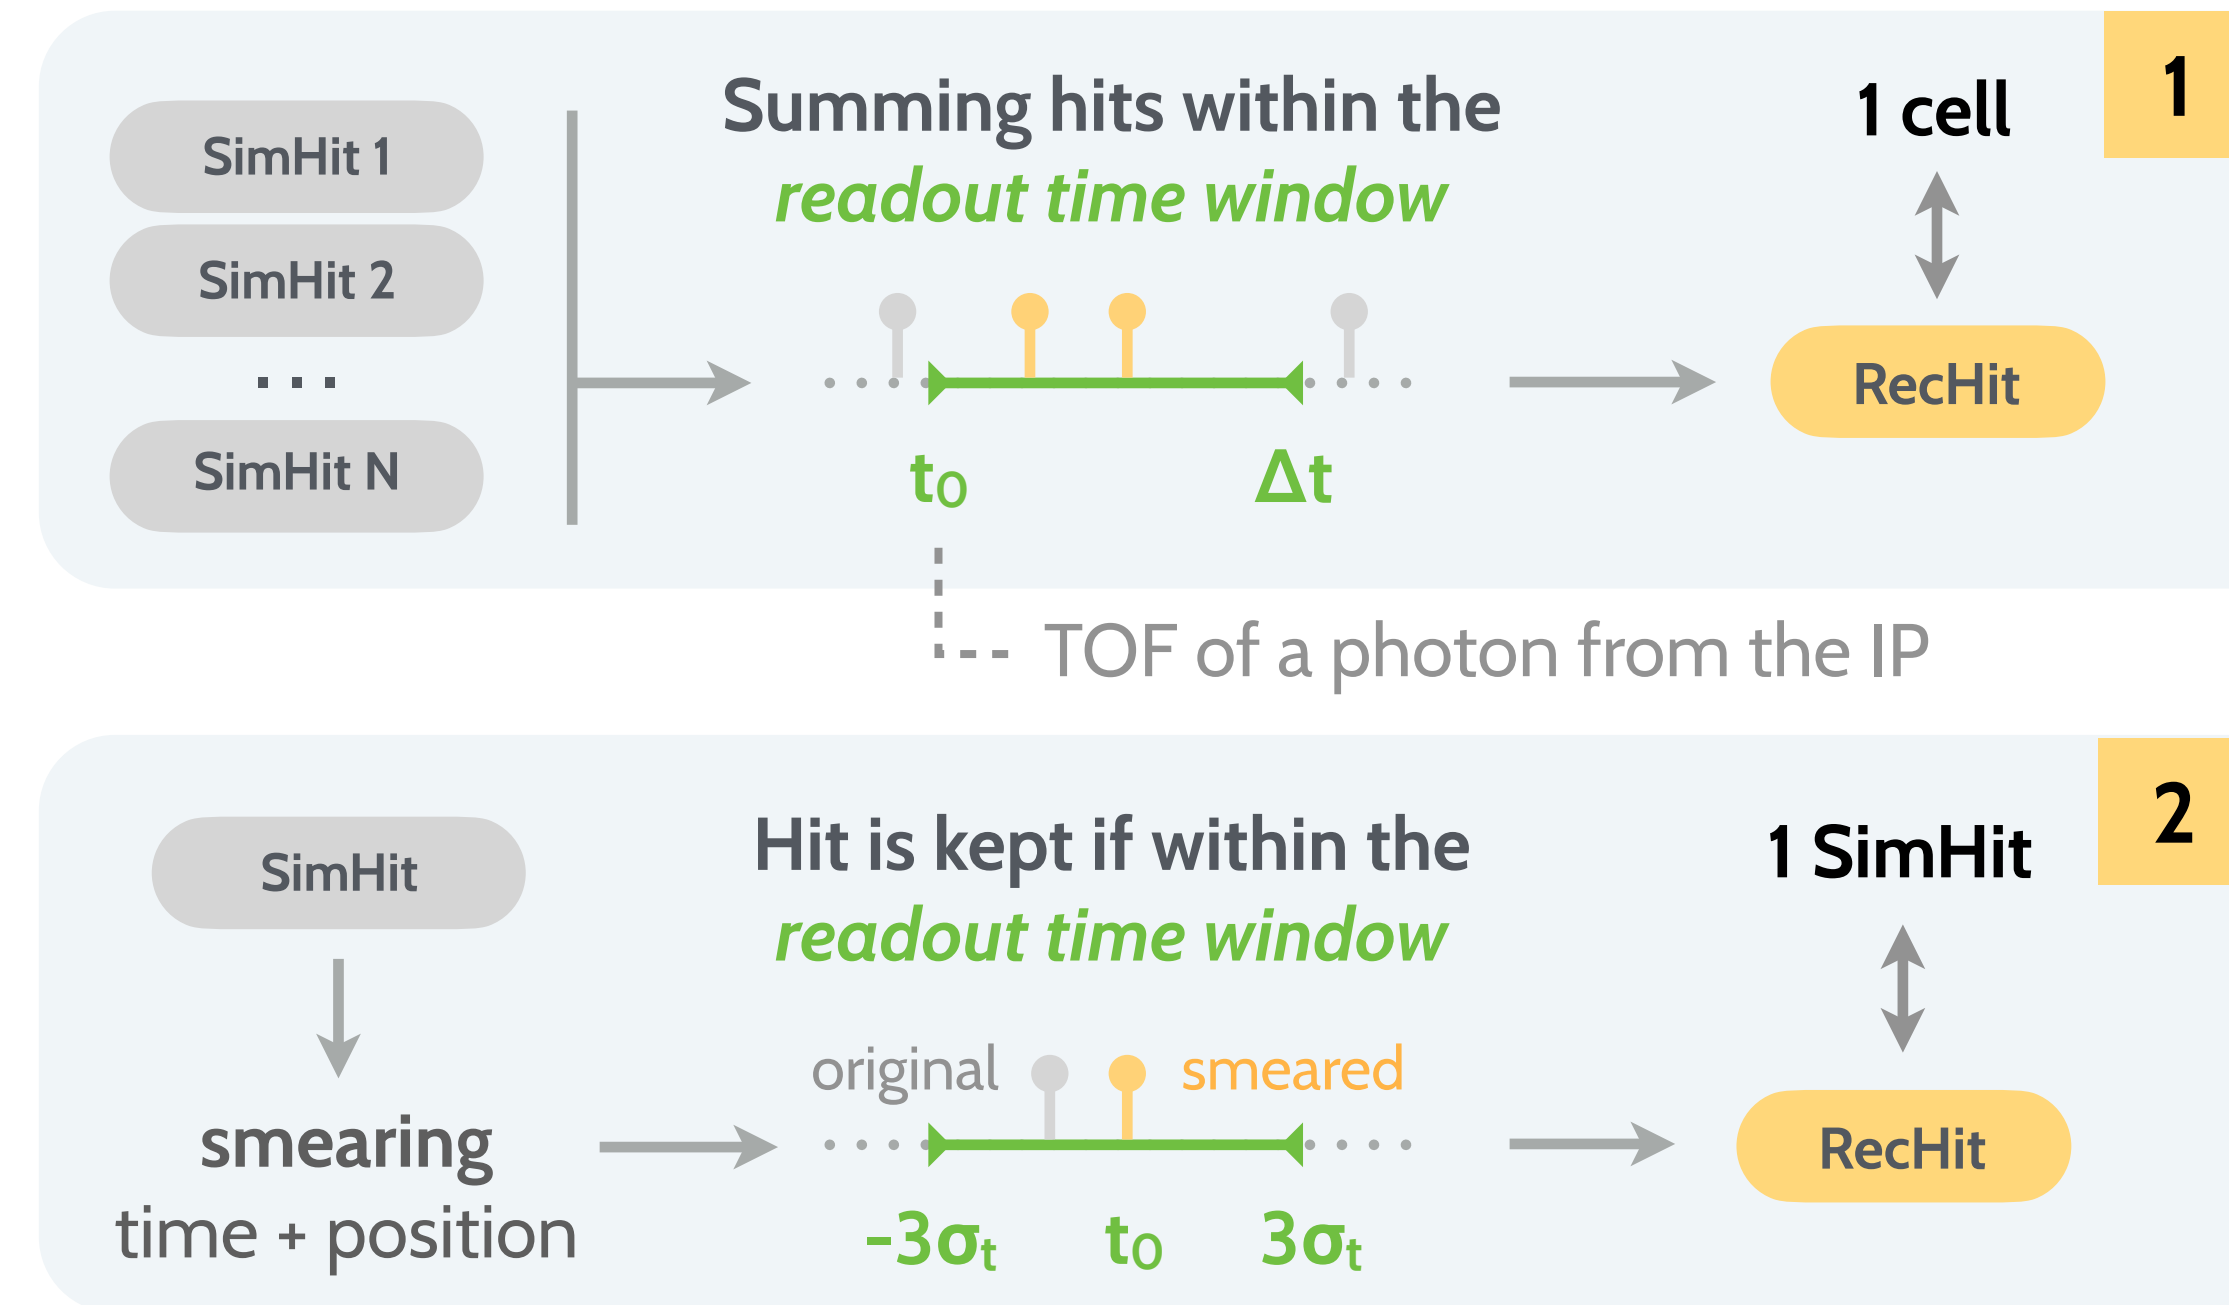 1
Summing hits within the
readout time window
1 cell
SimHit 1
SimHit 2
...
SimHit N
t₀
Δt
RecHit
TOF of a photon from the IP
2
SimHit
smearing
time + position
Hit is kept if within the
readout time window
original
smeared
-3σₜ
t₀
3σₜ
1 SimHit
RecHit